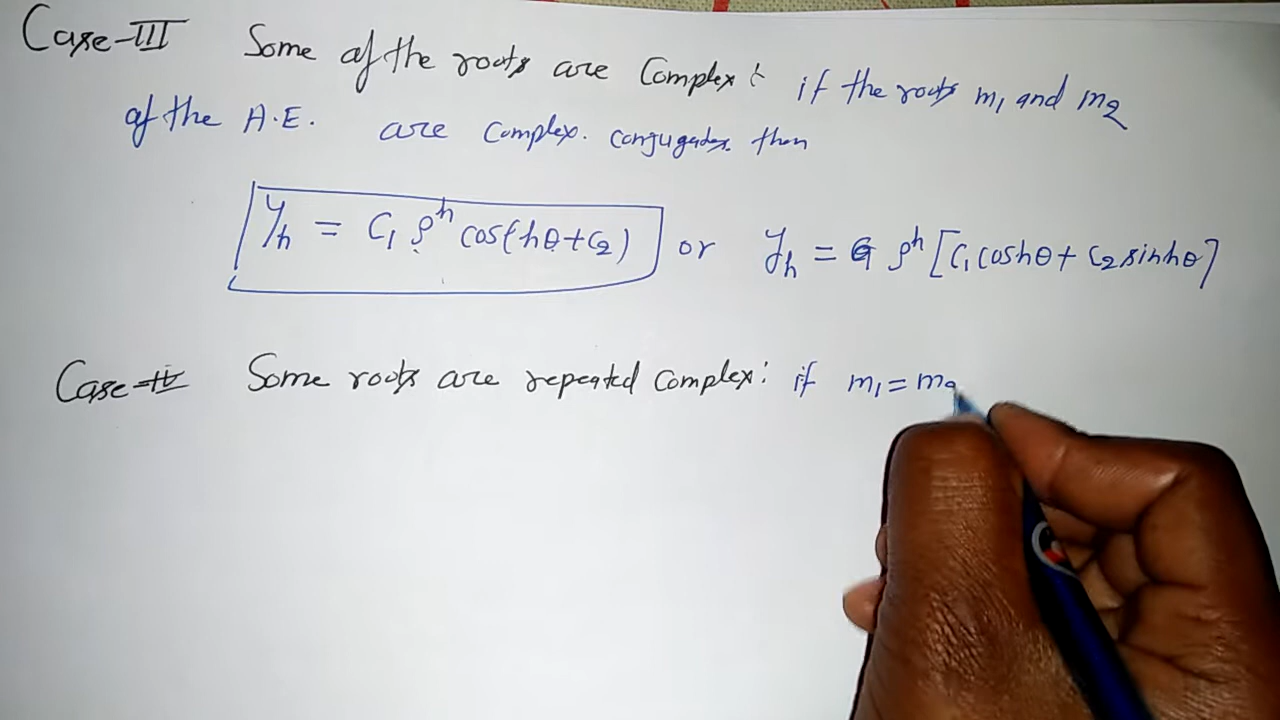 Case-III Some of the roots are Complex : if the roots m₁ and m₂
of the A.E. are complex. conjugates. then
y_h = C₁ ρ^h cos(hθ+C₂) or y_h = ρ^h [C₁ cos hθ + C₂ sin hθ]
Case-iv Some roots are repeated complex: if m₁ = m₂